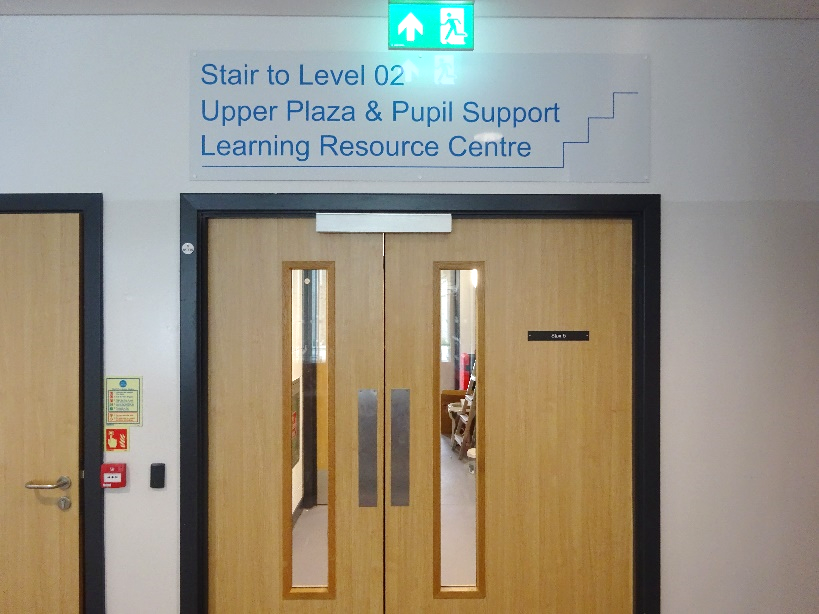 Stair to Level 02
Upper Plaza & Pupil Support
Learning Resource Centre